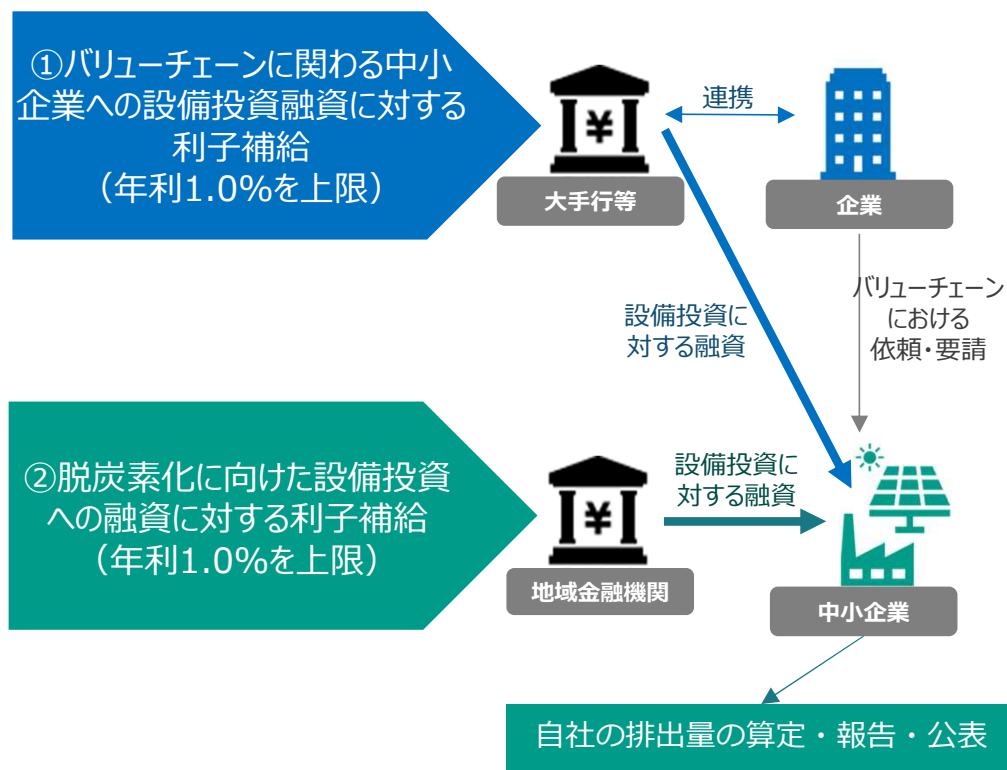 ①バリューチェーンに関わる中小
企業への設備投資融資に対する
利子補給
（年利1.0%を上限）
¥
連携
大手行等
企業
設備投資に
対する融資
バリューチェーン
における
依頼・要請
②脱炭素化に向けた設備投資
への融資に対する利子補給
（年利1.0%を上限）
¥
設備投資に
対する融資
地域金融機関
中小企業
自社の排出量の算定・報告・公表